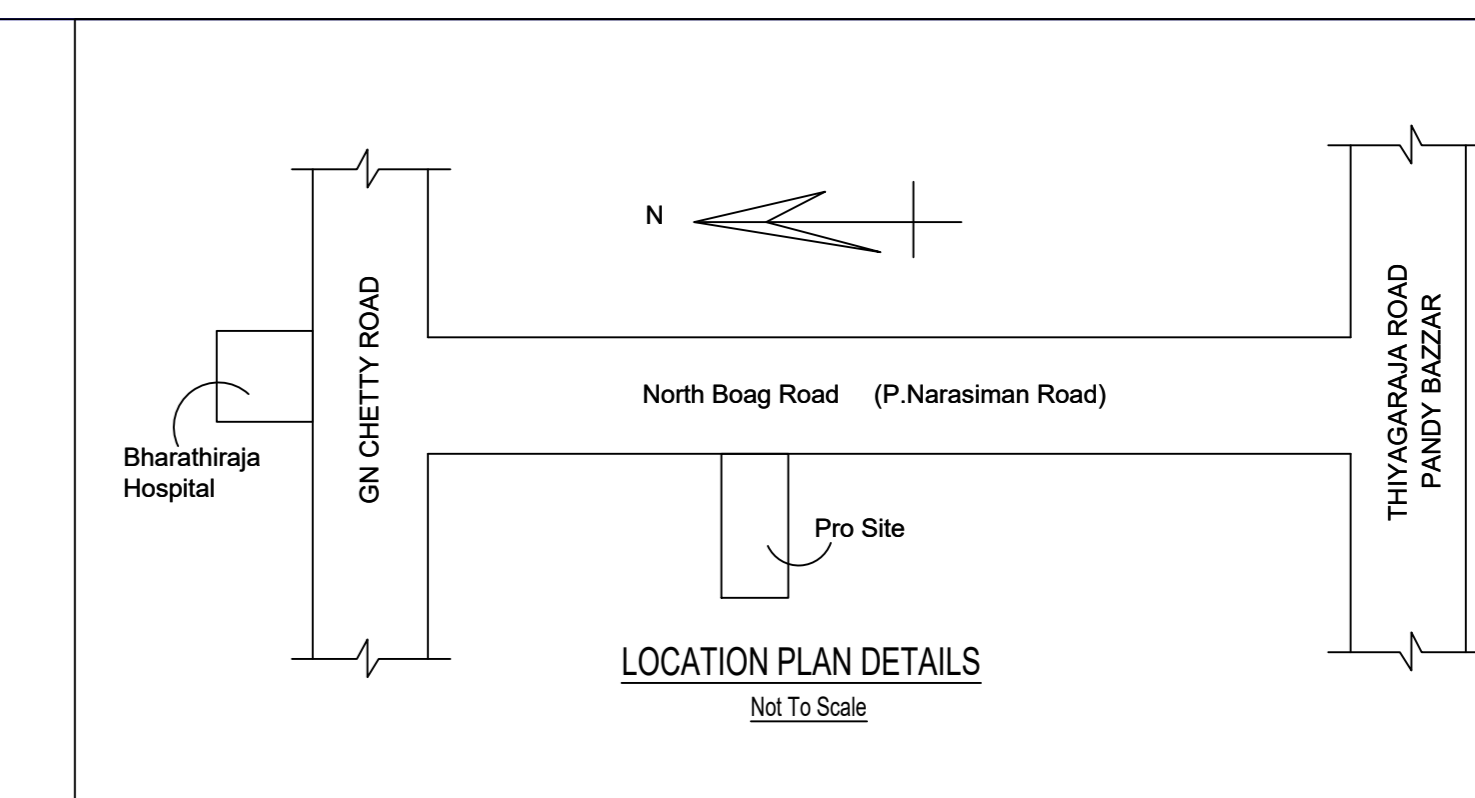 N
GN CHETTY ROAD
THIYAGARAJA ROAD
PANDY BAZZAR
North Boag Road (P.Narasiman Road)
Bharathiraja
Hospital
Pro Site
LOCATION PLAN DETAILS
Not To Scale